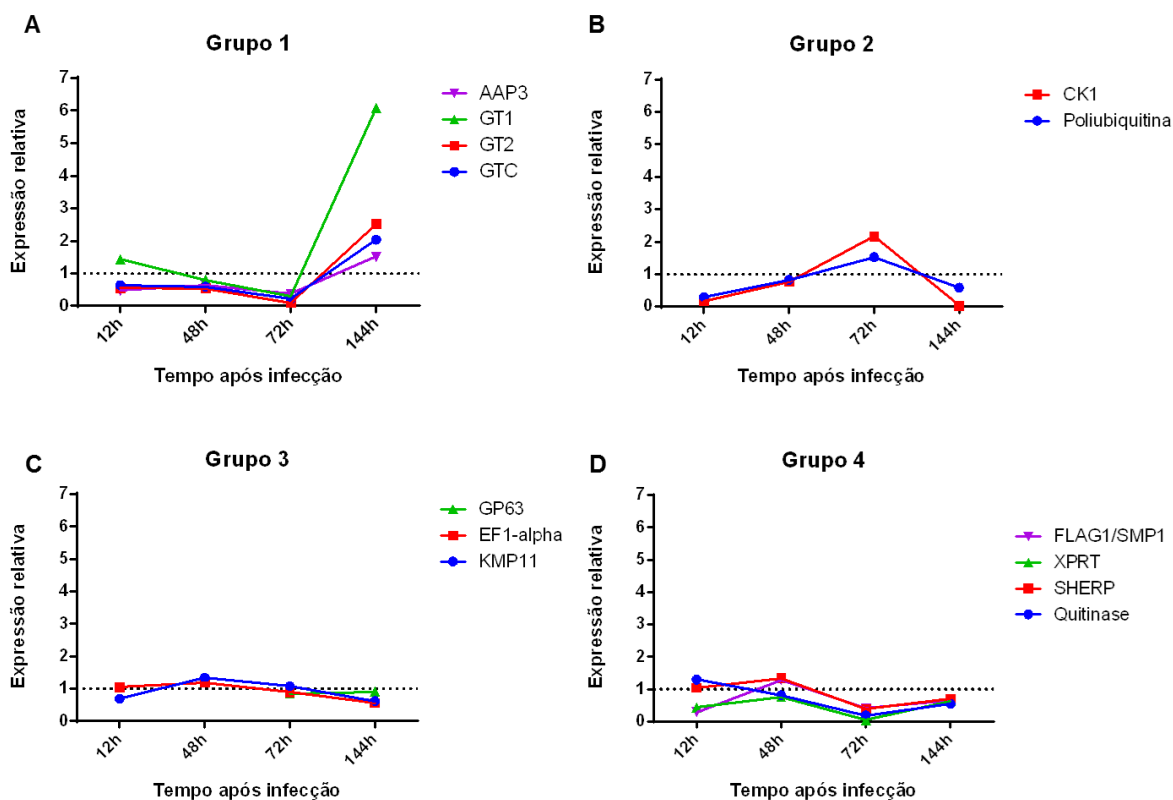 A
Grupo 1
Expressão relativa
7
6
5
4
3
2
1
0
12h
48h
72h
144h
Tempo após infecção
AAP3
GT1
GT2
GTC
B
Grupo 2
Expressão relativa
7
6
5
4
3
2
1
0
12h
48h
72h
144h
Tempo após infecção
CK1
Poliubiquitina
C
Grupo 3
Expressão relativa
7
6
5
4
3
2
1
0
12h
48h
72h
144h
Tempo após infecção
GP63
EF1-alpha
KMP11
D
Grupo 4
Expressão relativa
7
6
5
4
3
2
1
0
12h
48h
72h
144h
Tempo após infecção
FLAG1/SMP1
XPRT
SHERP
Quitinase